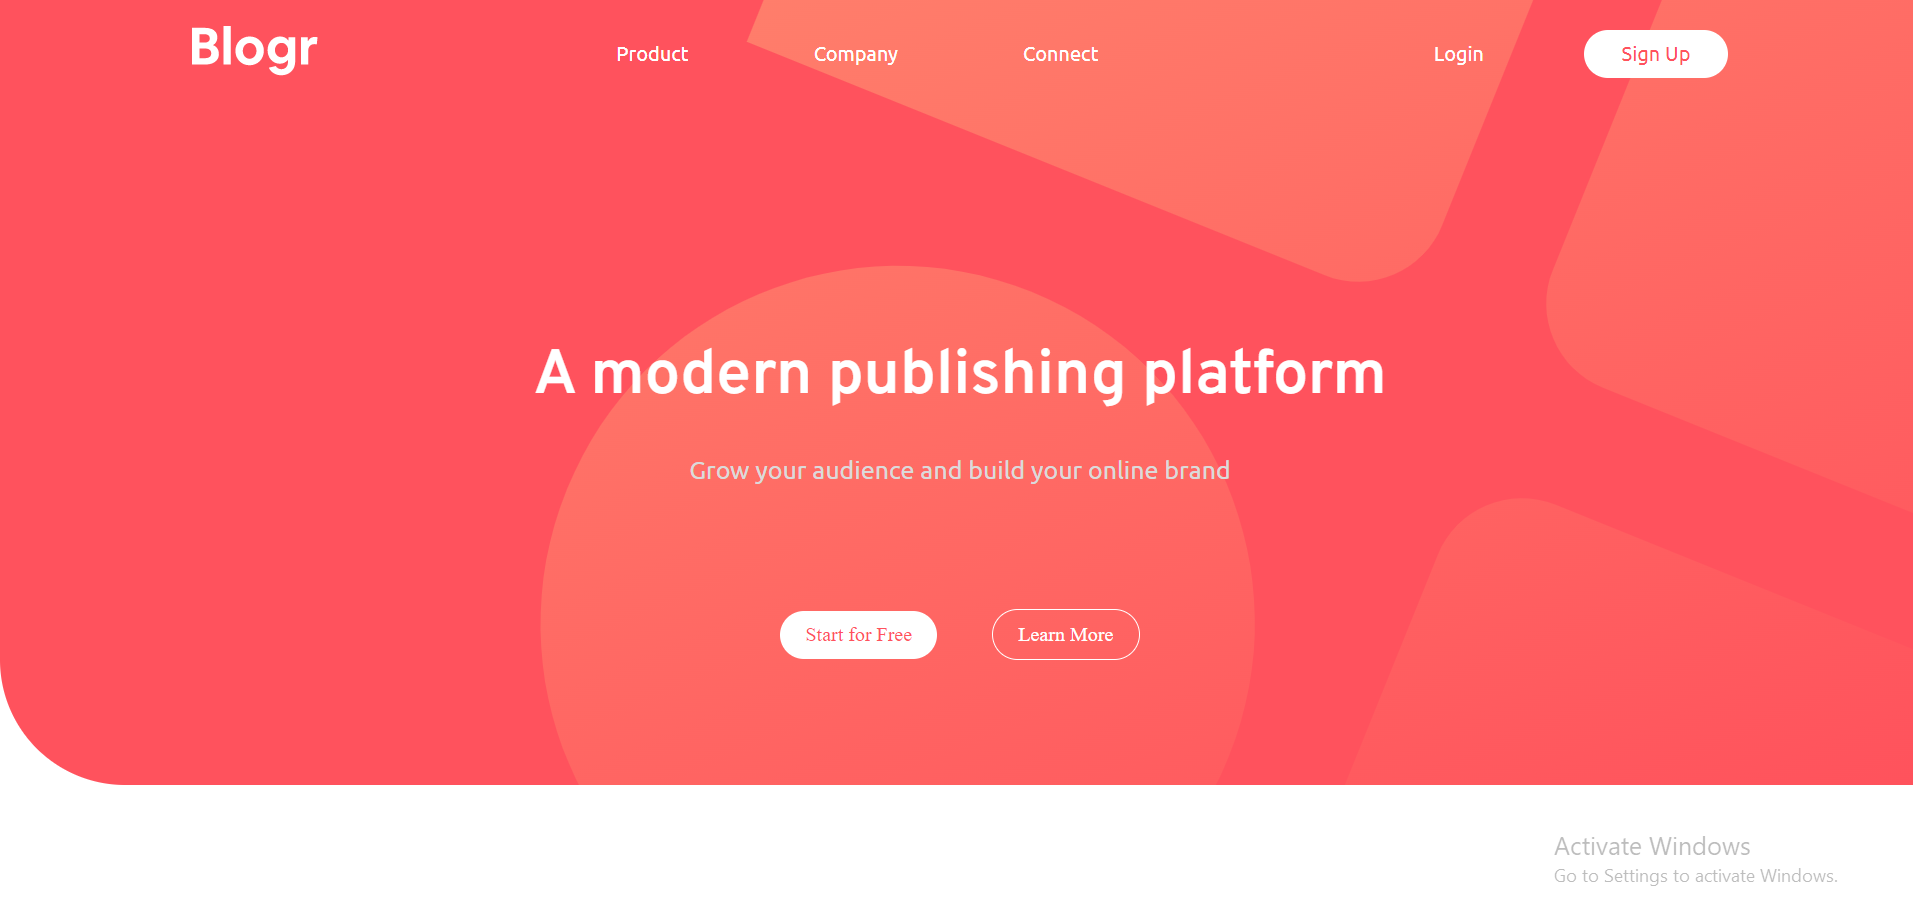 Blogr
Product Company Connect Login Sign Up
A modern publishing platform
Grow your audience and build your online brand
Start for Free Learn More
Activate Windows
Go to Settings to activate Windows.